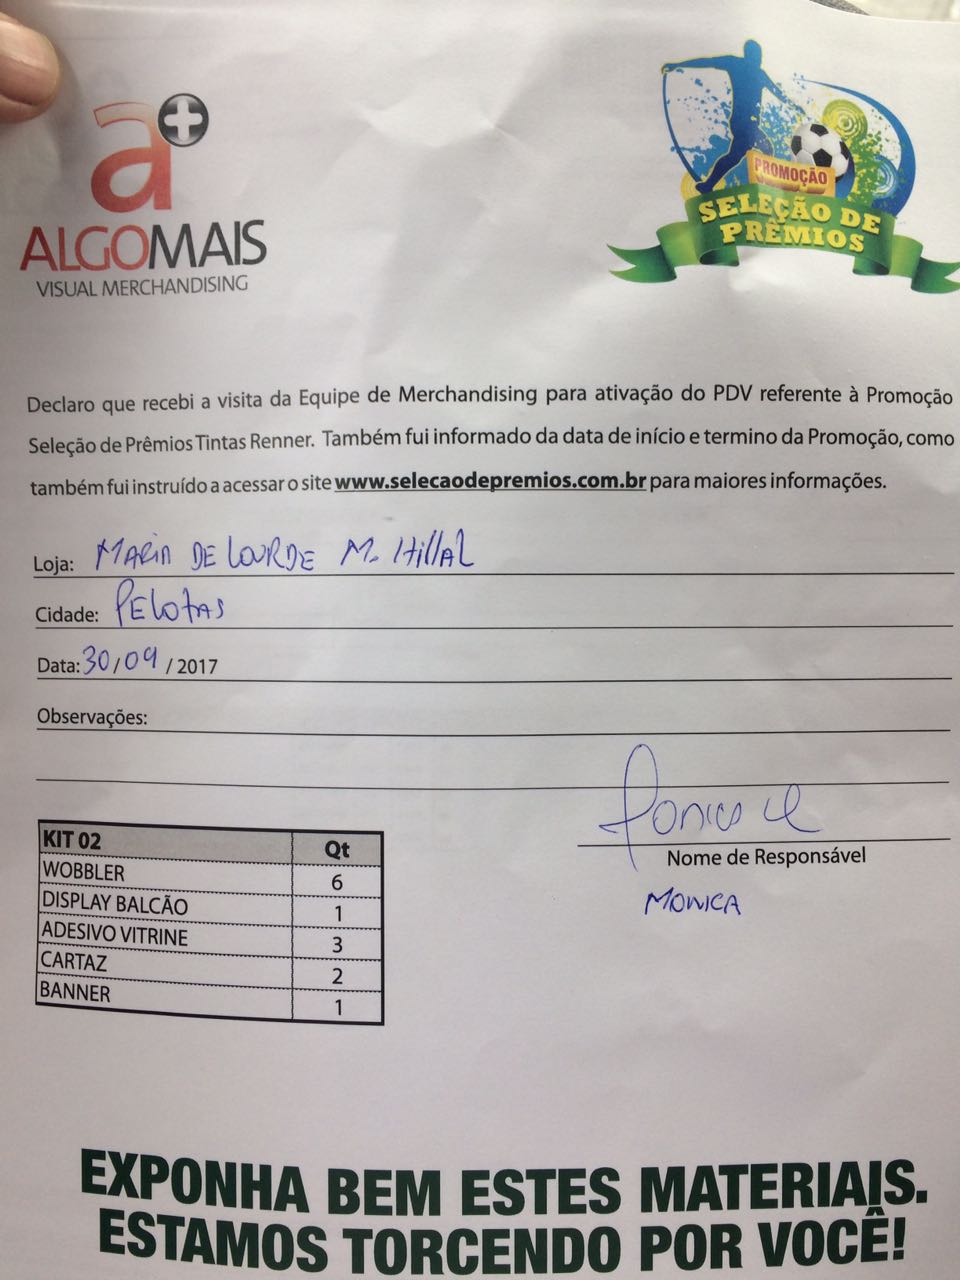 a+
ALGOMAIS
VISUAL MERCHANDISING
PROMOÇÃO
SELEÇÃO DE
PRÊMIOS
Declaro que recebi a visita da Equipe de Merchandising para ativação do PDV referente à Promoção
Seleção de Prêmios Tintas Renner. Também fui informado da data de início e termino da Promoção, como
também fui instruído a acessar o site www.selecaodepremios.com.br para maiores informações.
Loja: MARIA DE LOURDE M. HILLAL
Cidade: PELOTAS
Data: 30/09/2017
Observações:
Nome de Responsável
MONICA
KIT 02 Qt
WOBBLER 6
DISPLAY BALCÃO 1
ADESIVO VITRINE 3
CARTAZ 2
BANNER 1
EXPONHA BEM ESTES MATERIAIS.
ESTAMOS TORCENDO POR VOCÊ!